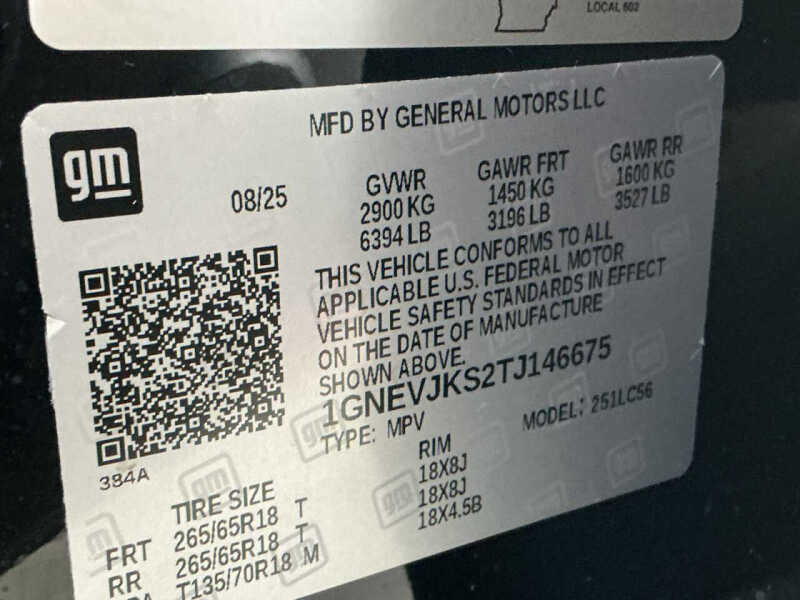 LOCAL 602
MFD BY GENERAL MOTORS LLC
gm
08/25
GVWR
2900 KG
6394 LB
GAWR FRT
1450 KG
3196 LB
GAWR RR
1600 KG
3527 LB
THIS VEHICLE CONFORMS TO ALL
APPLICABLE U.S. FEDERAL MOTOR
VEHICLE SAFETY STANDARDS IN EFFECT
ON THE DATE OF MANUFACTURE
SHOWN ABOVE.
1GNEVJKS2TJ146675
TYPE: MPV
MODEL: 251LC56
384A
TIRE SIZE
RIM
FRT 265/65R18 T 18X8J
RR 265/65R18 T 18X8J
T135/70R18 M 18X4.5B